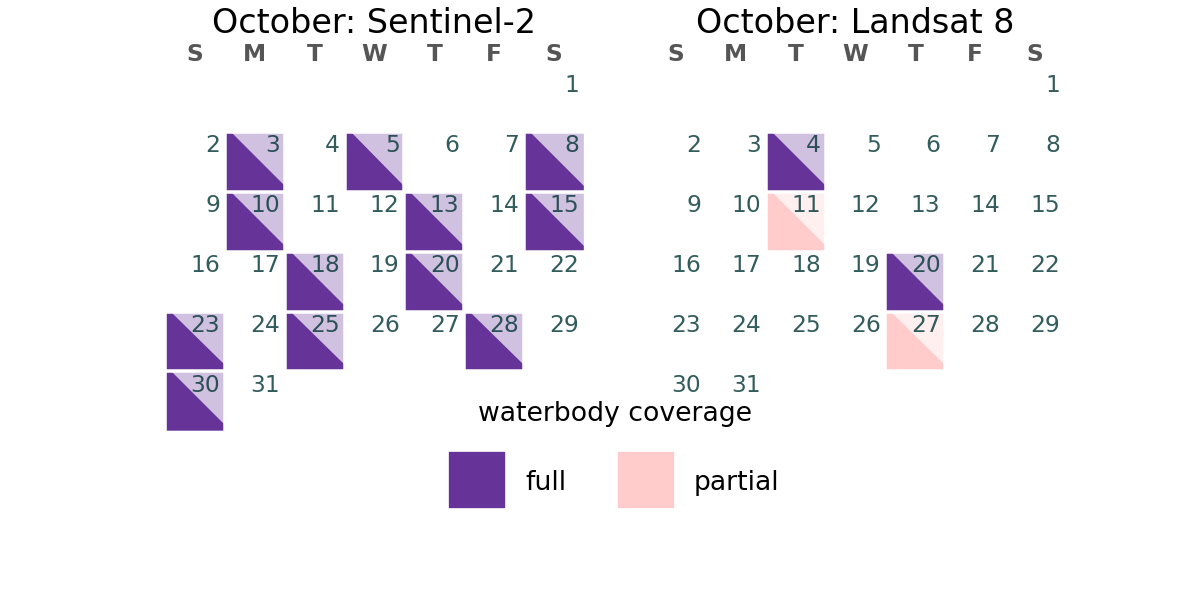 October: Sentinel-2
S M T W T F S
1
2 3 4 5 6 7 8
9 10 11 12 13 14 15
16 17 18 19 20 21 22
23 24 25 26 27 28 29
30 31
October: Landsat 8
S M T W T F S
1
2 3 4 5 6 7 8
9 10 11 12 13 14 15
16 17 18 19 20 21 22
23 24 25 26 27 28 29
30 31
waterbody coverage
full
partial